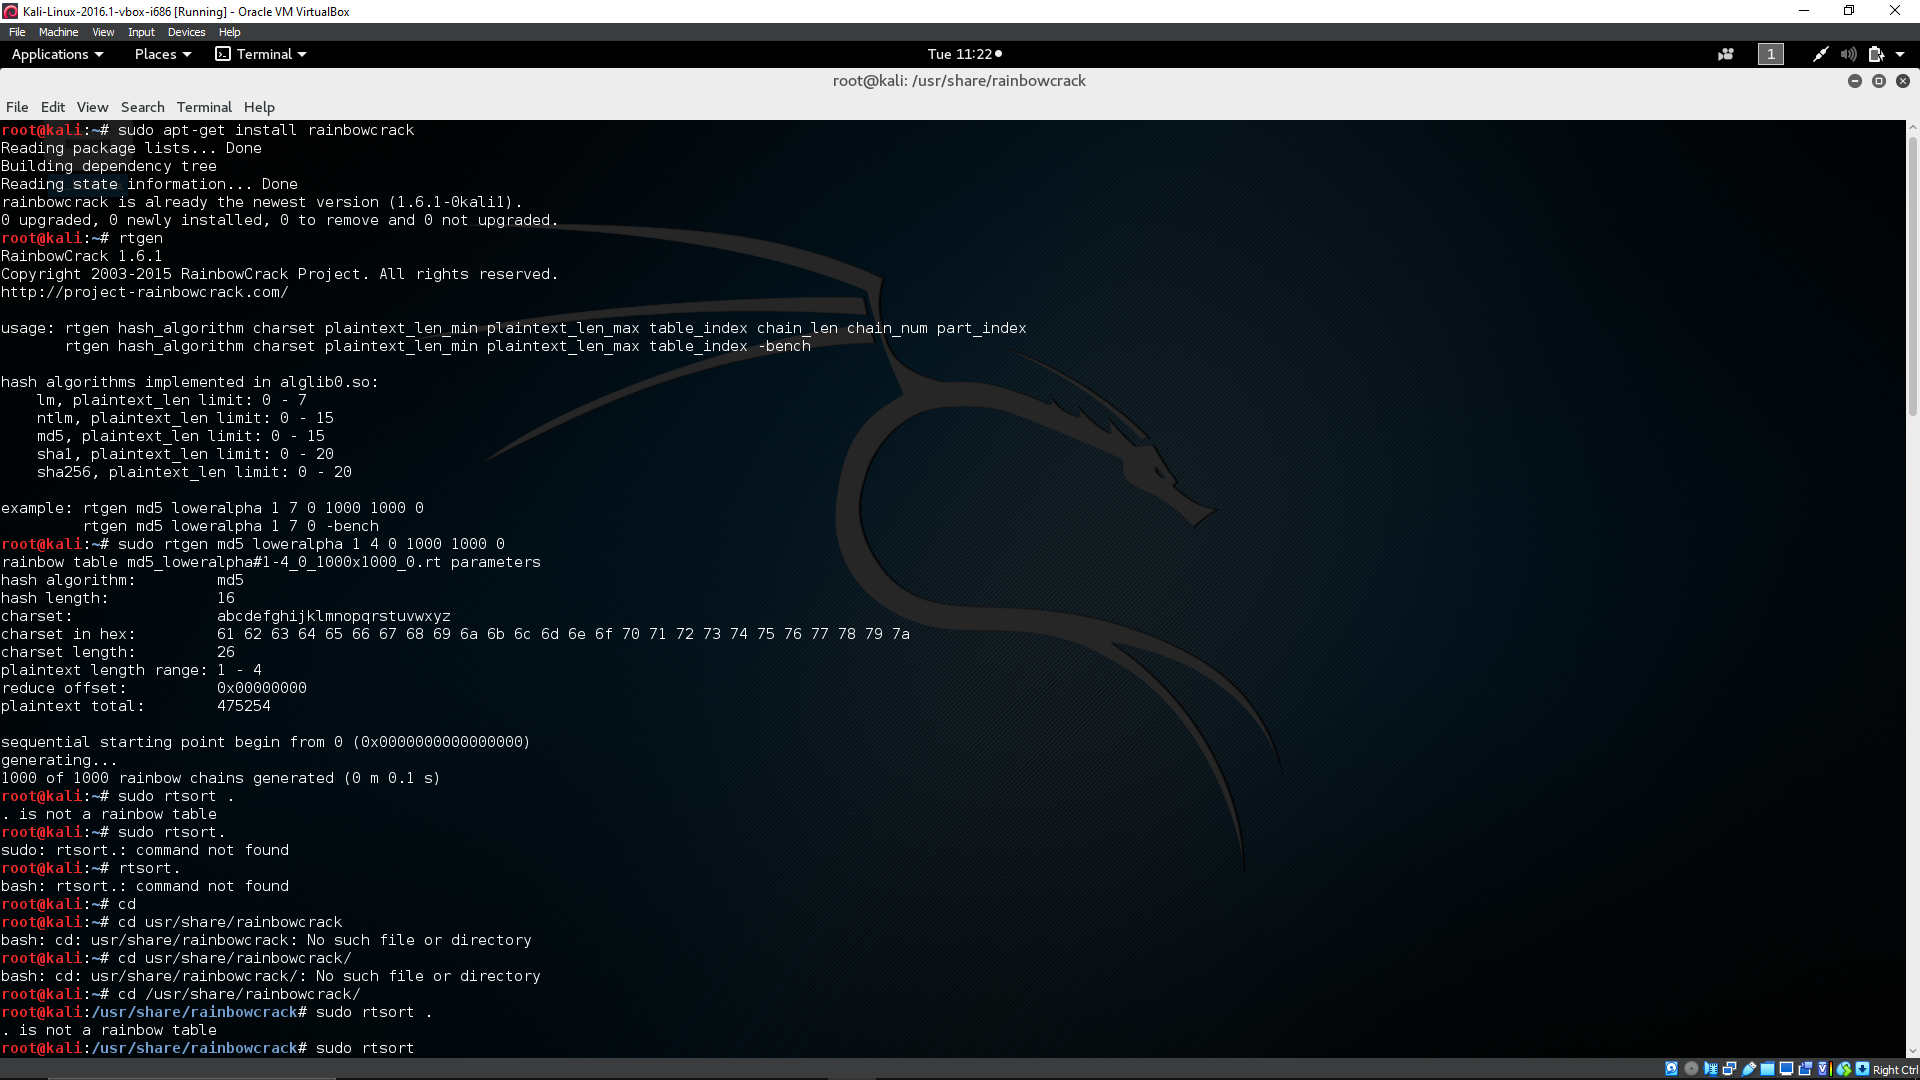 Kali-Linux-2016.1-vbox-i686 [Running] - Oracle VM VirtualBox
File Machine View Input Devices Help
Applications Places Terminal Tue 11:22 1
root@kali: /usr/share/rainbowcrack
File Edit View Search Terminal Help
root@kali:~# sudo apt-get install rainbowcrack
Reading package lists... Done
Building dependency tree
Reading state information... Done
rainbowcrack is already the newest version (1.6.1-0kali1).
0 upgraded, 0 newly installed, 0 to remove and 0 not upgraded.
root@kali:~# rtgen
RainbowCrack 1.6.1
Copyright 2003-2015 RainbowCrack Project. All rights reserved.
http://project-rainbowcrack.com/
usage: rtgen hash_algorithm charset plaintext_len_min plaintext_len_max table_index chain_len chain_num part_index
rtgen hash_algorithm charset plaintext_len_min plaintext_len_max table_index -bench
hash algorithms implemented in alglib0.so:
lm, plaintext_len limit: 0 - 7
ntlm, plaintext_len limit: 0 - 15
md5, plaintext_len limit: 0 - 15
sha1, plaintext_len limit: 0 - 20
sha256, plaintext_len limit: 0 - 20
example: rtgen md5 loweralpha 1 7 0 1000 1000 0
rtgen md5 loweralpha 1 7 0 -bench
root@kali:~# sudo rtgen md5 loweralpha 1 4 0 1000 1000 0
rainbow table md5_loweralpha#1-4_0_1000x1000_0.rt parameters
hash algorithm: md5
hash length: 16
charset: abcdefghijklmnopqrstuvwxyz
charset in hex: 61 62 63 64 65 66 67 68 69 6a 6b 6c 6d 6e 6f 70 71 72 73 74 75 76 77 78 79 7a
charset length: 26
plaintext length range: 1 - 4
reduce offset: 0x00000000
plaintext total: 475254
sequential starting point begin from 0 (0x0000000000000000)
generating...
1000 of 1000 rainbow chains generated (0 m 0.1 s)
root@kali:~# sudo rtsort .
. is not a rainbow table
root@kali:~# sudo rtsort.
sudo: rtsort.: command not found
root@kali:~# rtsort.
bash: rtsort.: command not found
root@kali:~# cd
root@kali:~# cd usr/share/rainbowcrack
bash: cd: usr/share/rainbowcrack: No such file or directory
root@kali:~# cd usr/share/rainbowcrack/
bash: cd: usr/share/rainbowcrack/: No such file or directory
root@kali:~# cd /usr/share/rainbowcrack/
root@kali:/usr/share/rainbowcrack# sudo rtsort .
. is not a rainbow table
root@kali:/usr/share/rainbowcrack# sudo rtsort
Right Ctrl